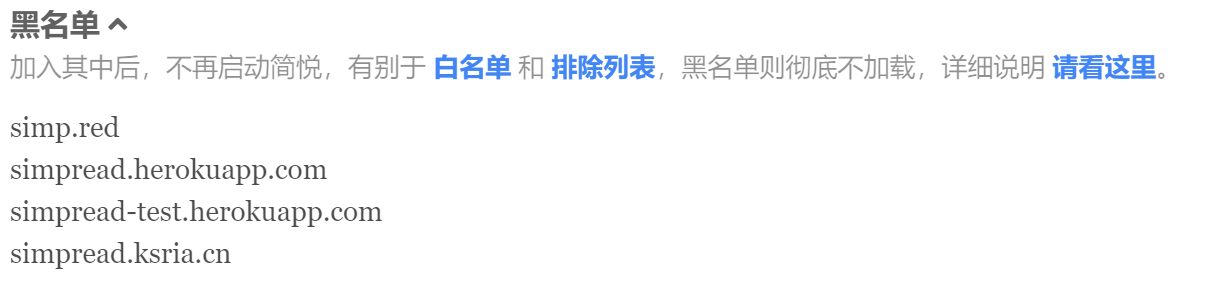 黑名单
加入其中后，不再启动简悦，有别于 白名单 和 排除列表，黑名单则彻底不加载，详细说明 请看这里。
simp.red
simpread.herokuapp.com
simpread-test.herokuapp.com
simpread.ksria.cn